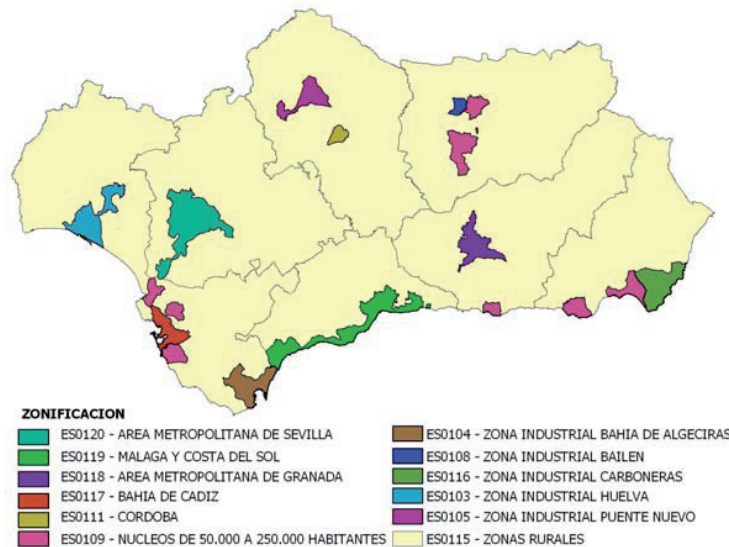 ZONIFICACION
ES0120 - AREA METROPOLITANA DE SEVILLA
ES0119 - MALAGA Y COSTA DEL SOL
ES0118 - AREA METROPOLITANA DE GRANADA
ES0117 - BAHIA DE CADIZ
ES0111 - CORDOBA
ES0109 - NUCLEOS DE 50.000 A 250.000 HABITANTES
ES0104 - ZONA INDUSTRIAL BAHIA DE ALGECIRAS
ES0108 - ZONA INDUSTRIAL BAILEN
ES0116 - ZONA INDUSTRIAL CARBONERAS
ES0103 - ZONA INDUSTRIAL HUELVA
ES0105 - ZONA INDUSTRIAL PUENTE NUEVO
ES0115 - ZONAS RURALES